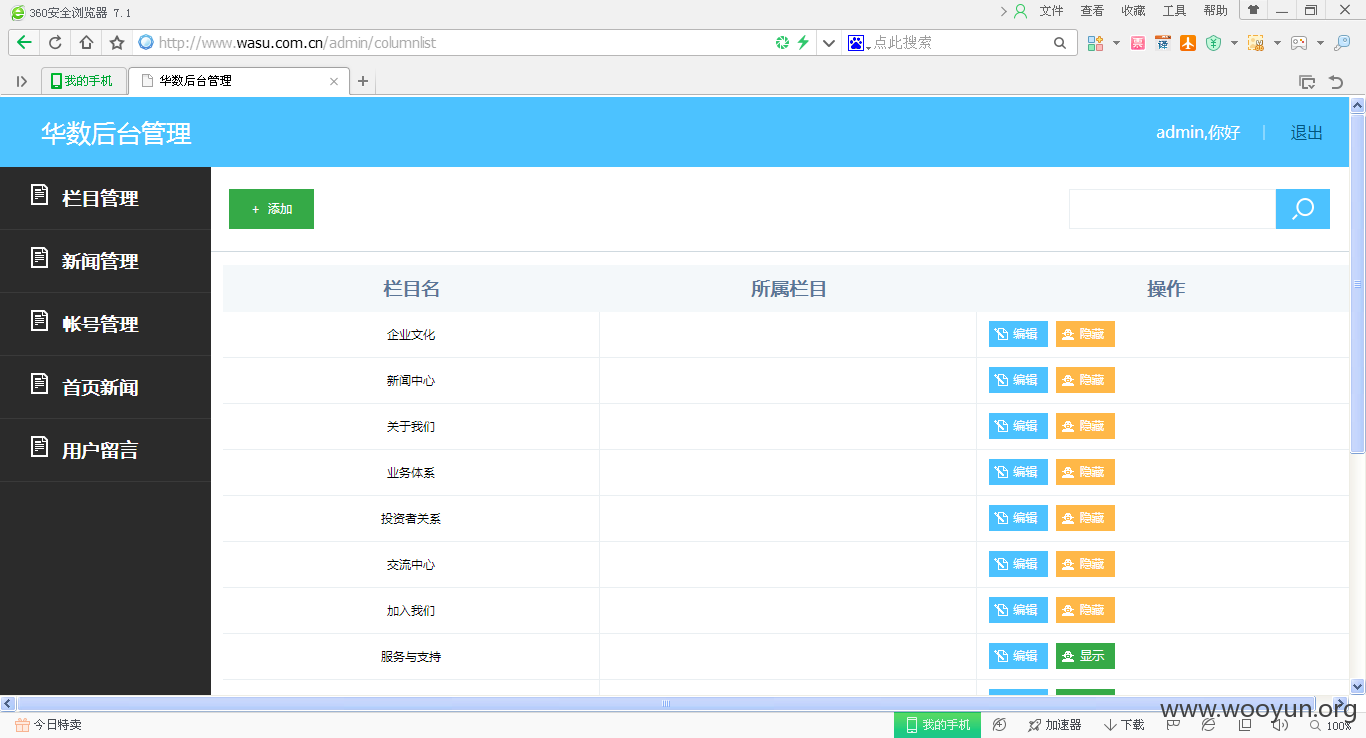 360安全浏览器 7.1
文件 查看 收藏 工具 帮助
http://www.wasu.com.cn/admin/columnlist
点此搜索
我的手机
华数后台管理
华数后台管理
admin,你好 | 退出
栏目管理
新闻管理
帐号管理
首页新闻
用户留言
+ 添加
栏目名 所属栏目 操作
企业文化 编辑 隐藏
新闻中心 编辑 隐藏
关于我们 编辑 隐藏
业务体系 编辑 隐藏
投资者关系 编辑 隐藏
交流中心 编辑 隐藏
加入我们 编辑 隐藏
服务与支持 编辑 显示
www.wooyun.org
今日特卖
我的手机
加速器
下载
100%